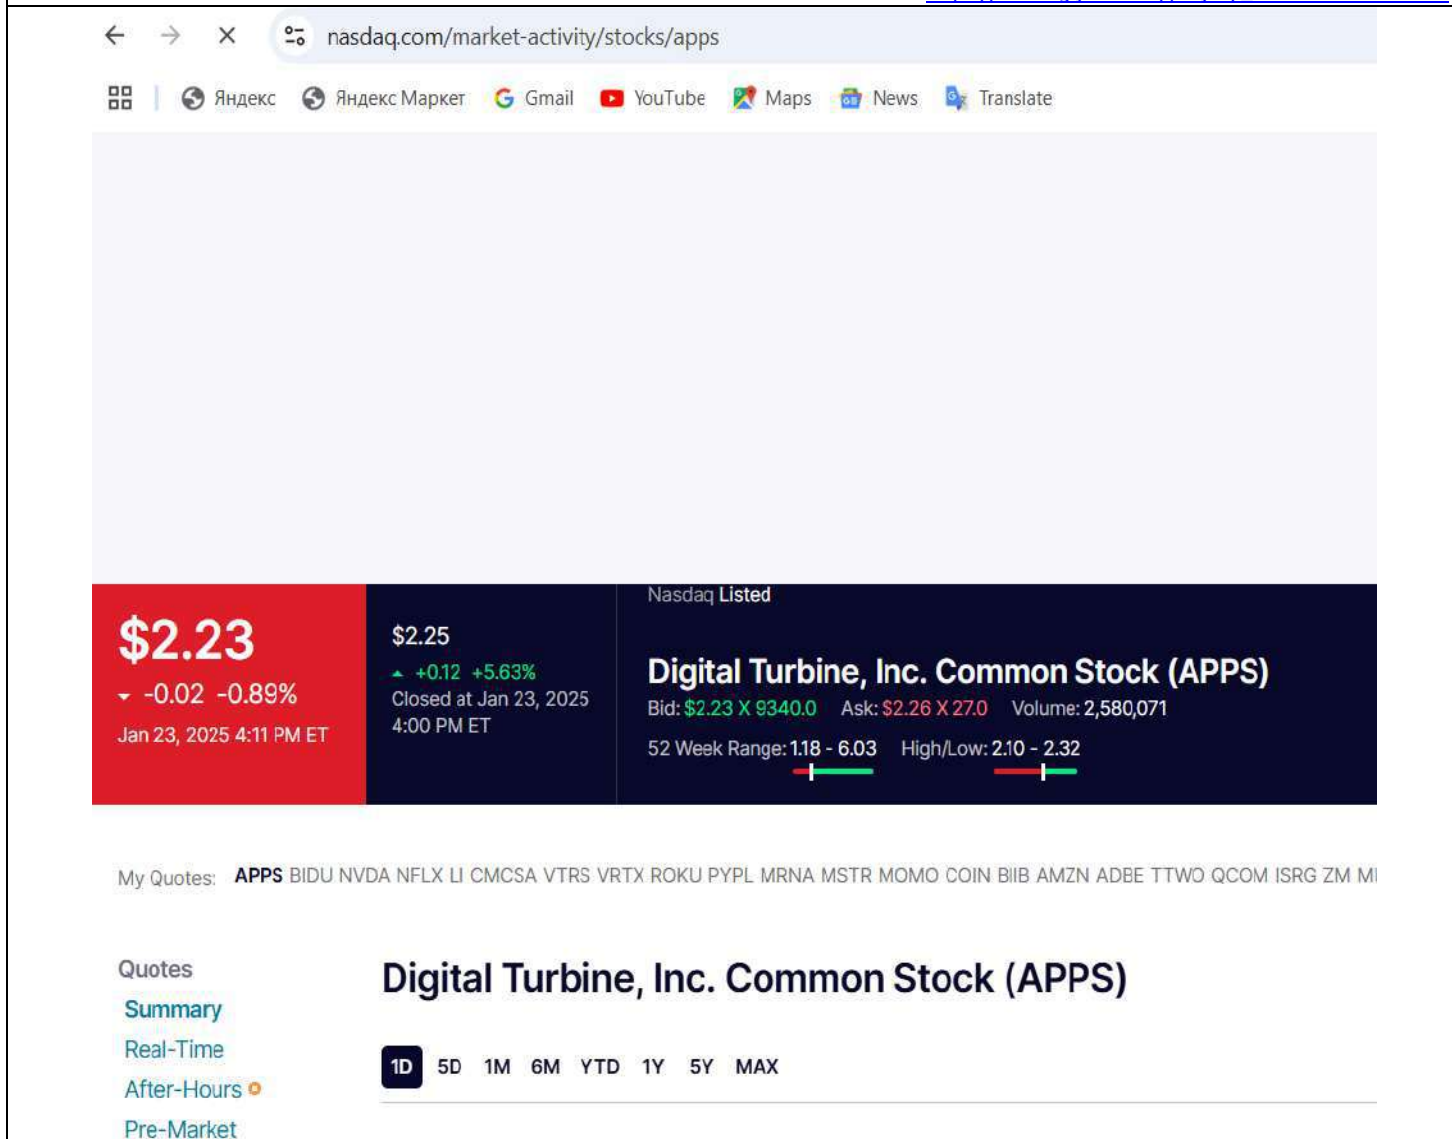 nasdaq.com/market-activity/stocks/apps
Яндекс Яндекс Маркет Gmail YouTube Maps News Translate
$2.23
-0.02 -0.89%
Jan 23, 2025 4:11 PM ET
$2.25
+0.12 +5.63%
Closed at Jan 23, 2025
4:00 PM ET
Nasdaq Listed
Digital Turbine, Inc. Common Stock (APPS)
Bid: $2.23 X 9340.0 Ask: $2.26 X 27.0 Volume: 2,580,071
52 Week Range: 1.18 - 6.03 High/Low: 2.10 - 2.32
My Quotes: APPS BIDU NVDA NFLX LI CMCSA VTRS VRTX ROKU PYPL MRNA MSTR MOMO COIN BIIB AMZN ADBE TTWO QCOM ISRG ZM
Quotes
Summary
Real-Time
After-Hours
Pre-Market
Digital Turbine, Inc. Common Stock (APPS)
1D 5D 1M 6M YTD 1Y 5Y MAX